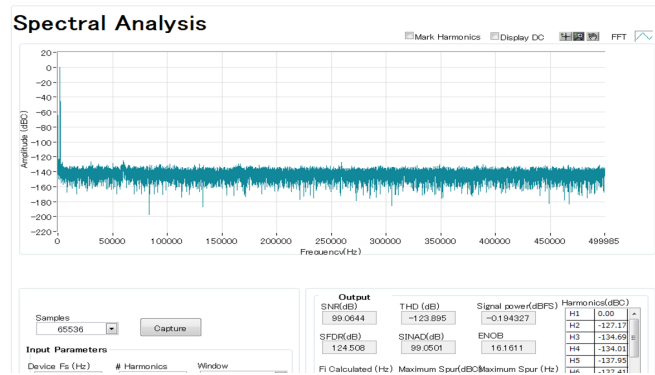 Spectral Analysis
Mark Harmonics Display DC FFT
20
0
-20
-40
-60
-80
-100
-120
-140
-160
-180
-200
-220
Amplitude (dBC)
0 50000 100000 150000 200000 250000 300000 350000 400000 450000 499985
Frequency(Hz)
Samples
65536
Capture
Input Parameters
Device Fs (Hz) # Harmonics Window
Output
SNR(dB) THD (dB) Signal power(dBFS)
99.0644 -123.895 -0.194327
SFDR(dB) SINAD(dB) ENOB
124.508 99.0501 16.1611
Fi Calculated (Hz) Maximum Spur(dBC) Maximum Spur (Hz)
Harmonics(dBC)
H1 0.00
H2 -127.17
H3 -134.69
H4 -134.01
H5 -137.95
H6 -137.41